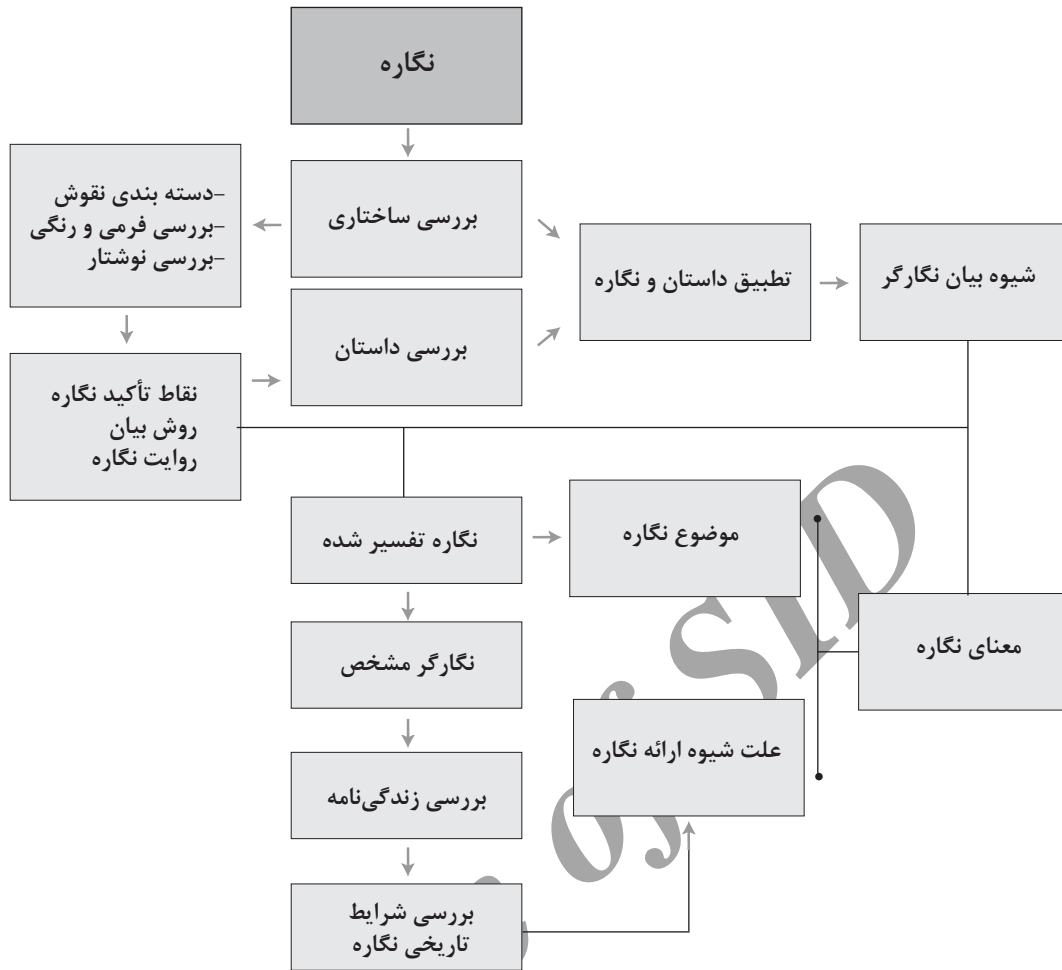 نگاره
بررسی ساختاری
-دسته بندی نقوش
-بررسی فرمی و رنگی
-بررسی نوشتار
تطبیق داستان و نگاره
شیوه بیان نگارگر
بررسی داستان
نقاط تأکید نگاره
روش بیان
روایت نگاره
نگاره تفسیر شده
موضوع نگاره
معنای نگاره
نگارگر مشخص
علت شیوه ارائه نگاره
بررسی زندگی‌نامه
بررسی شرایط
تاریخی نگاره
of SID